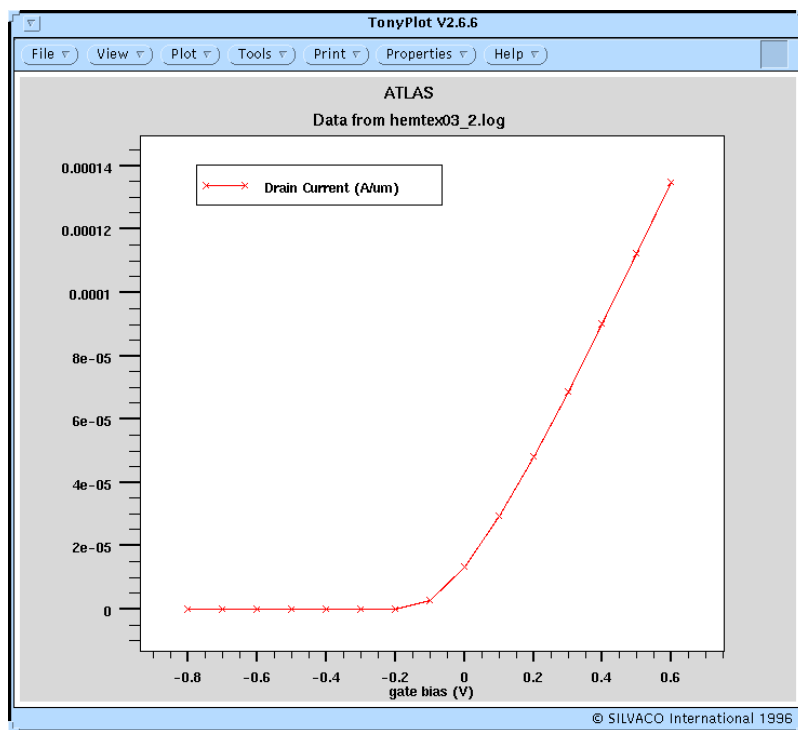 TonyPlot V2.6.6
File View Plot Tools Print Properties Help
ATLAS
Data from hemtex03_2.log
Drain Current (A/um)
0.00014
0.00012
0.0001
8e-05
6e-05
4e-05
2e-05
0
-0.8 -0.6 -0.4 -0.2 0 0.2 0.4 0.6
gate bias (V)
© SILVACO International 1996